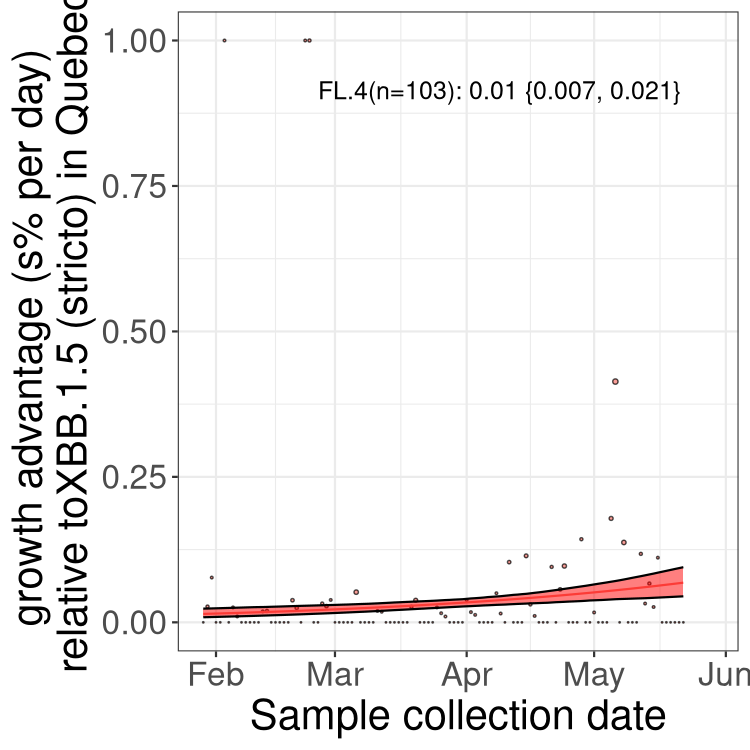 growth advantage (s% per day)
relative toXBB.1.5 (stricto) in Quebec
1.00
0.75
0.50
0.25
0.00
FL.4(n=103): 0.01 {0.007, 0.021}
Feb Mar Apr May Jun
Sample collection date